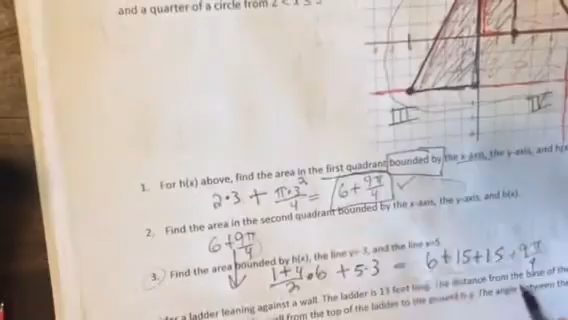 and a quarter of a circle from 2 < x ≤ 5
III
IV
1. For h(x) above, find the area in the first quadrant bounded by the x-axis, the y-axis, and h(x
2·3 + π·3²/4 = 6+9π/4 ✓
2. Find the area in the second quadrant bounded by the x-axis, the y-axis, and h(x).
6+9π/4
3. Find the area bounded by h(x), the line y=-3, and the line x=5
1+4/2 ·6 + 5·3 = 6+15+15+9π/4
a ladder leaning against a wall. The ladder is 13 feet long. The distance from the base of the
from the top of the ladder to the ground is y. The angle between the